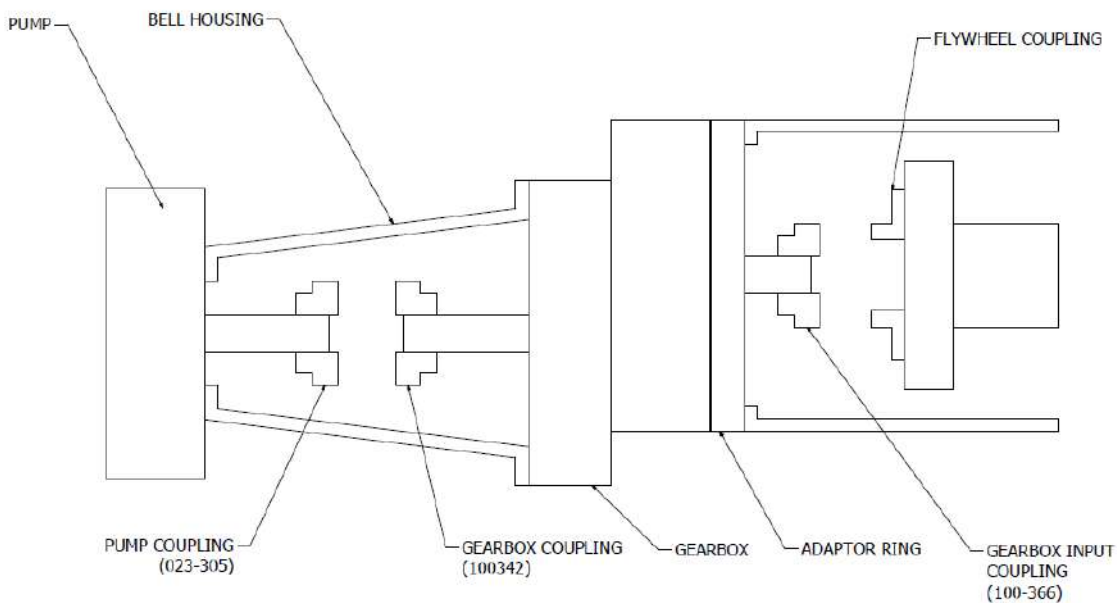 PUMP
BELL HOUSING
FLYWHEEL COUPLING
PUMP COUPLING
(023-305)
GEARBOX COUPLING
(100342)
GEARBOX
ADAPTOR RING
GEARBOX INPUT
COUPLING
(100-366)